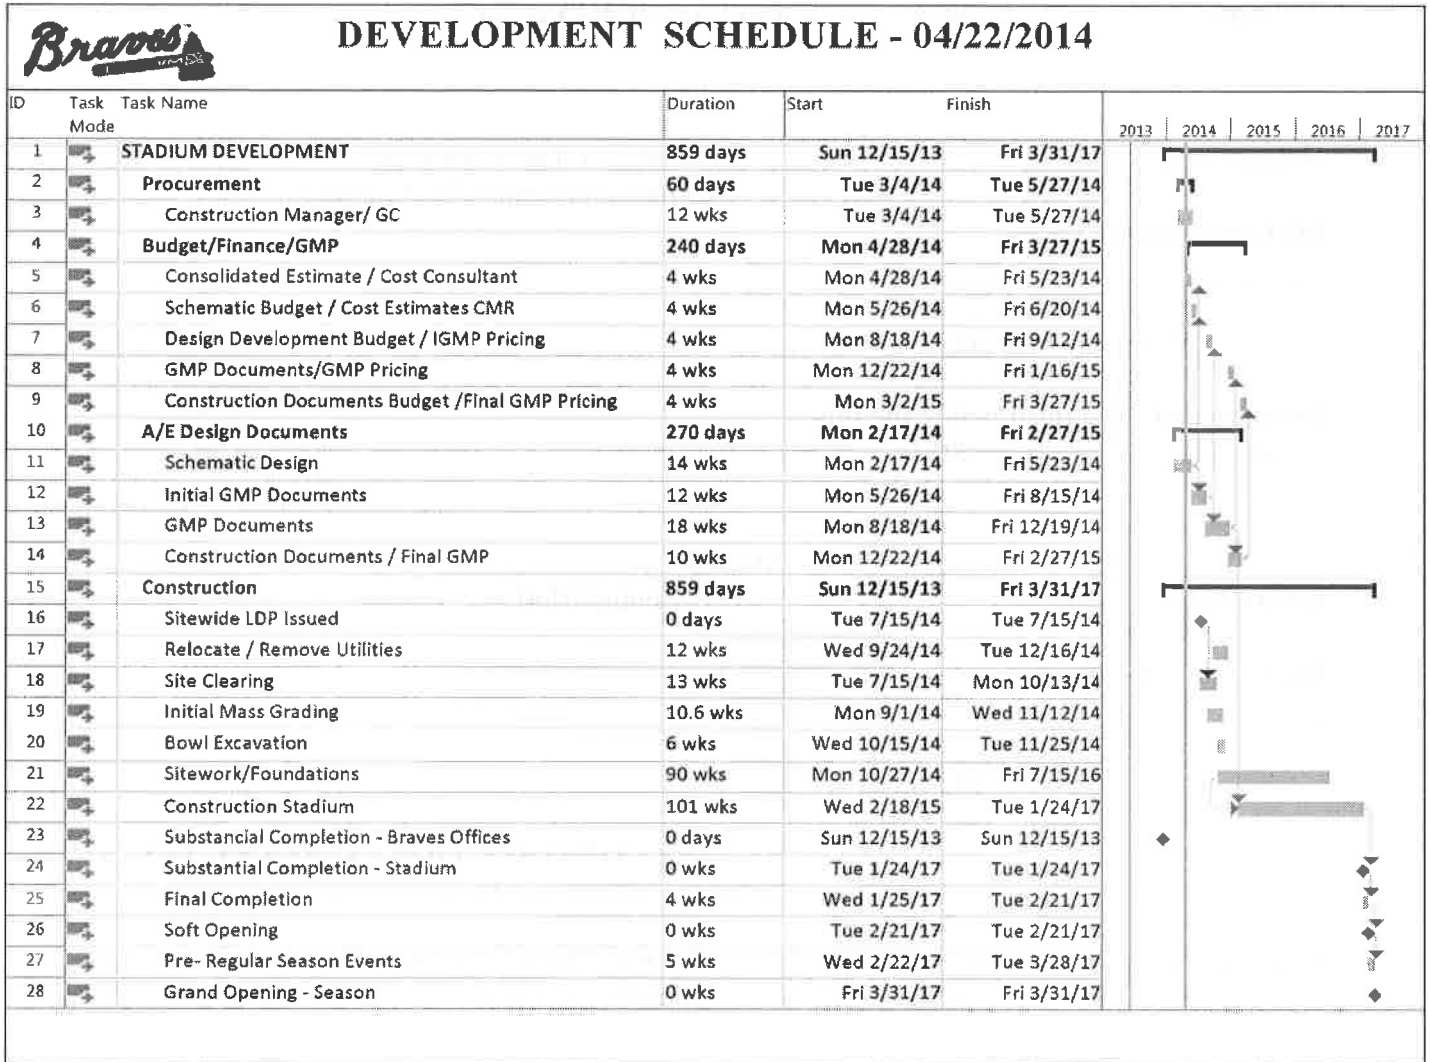 Braves
DEVELOPMENT SCHEDULE - 04/22/2014
ID Task Mode Task Name Duration Start Finish 2013 2014 2015 2016 2017
1 STADIUM DEVELOPMENT 859 days Sun 12/15/13 Fri 3/31/17
2 Procurement 60 days Tue 3/4/14 Tue 5/27/14
3 Construction Manager/ GC 12 wks Tue 3/4/14 Tue 5/27/14
4 Budget/Finance/GMP 240 days Mon 4/28/14 Fri 3/27/15
5 Consolidated Estimate / Cost Consultant 4 wks Mon 4/28/14 Fri 5/23/14
6 Schematic Budget / Cost Estimates CMR 4 wks Mon 5/26/14 Fri 6/20/14
7 Design Development Budget / IGMP Pricing 4 wks Mon 8/18/14 Fri 9/12/14
8 GMP Documents/GMP Pricing 4 wks Mon 12/22/14 Fri 1/16/15
9 Construction Documents Budget /Final GMP Pricing 4 wks Mon 3/2/15 Fri 3/27/15
10 A/E Design Documents 270 days Mon 2/17/14 Fri 2/27/15
11 Schematic Design 14 wks Mon 2/17/14 Fri 5/23/14
12 Initial GMP Documents 12 wks Mon 5/26/14 Fri 8/15/14
13 GMP Documents 18 wks Mon 8/18/14 Fri 12/19/14
14 Construction Documents / Final GMP 10 wks Mon 12/22/14 Fri 2/27/15
15 Construction 859 days Sun 12/15/13 Fri 3/31/17
16 Sitewide LDP Issued 0 days Tue 7/15/14 Tue 7/15/14
17 Relocate / Remove Utilities 12 wks Wed 9/24/14 Tue 12/16/14
18 Site Clearing 13 wks Tue 7/15/14 Mon 10/13/14
19 Initial Mass Grading 10.6 wks Mon 9/1/14 Wed 11/12/14
20 Bowl Excavation 6 wks Wed 10/15/14 Tue 11/25/14
21 Sitework/Foundations 90 wks Mon 10/27/14 Fri 7/15/16
22 Construction Stadium 101 wks Wed 2/18/15 Tue 1/24/17
23 Substancial Completion - Braves Offices 0 days Sun 12/15/13 Sun 12/15/13
24 Substantial Completion - Stadium 0 wks Tue 1/24/17 Tue 1/24/17
25 Final Completion 4 wks Wed 1/25/17 Tue 2/21/17
26 Soft Opening 0 wks Tue 2/21/17 Tue 2/21/17
27 Pre- Regular Season Events 5 wks Wed 2/22/17 Tue 3/28/17
28 Grand Opening - Season 0 wks Fri 3/31/17 Fri 3/31/17